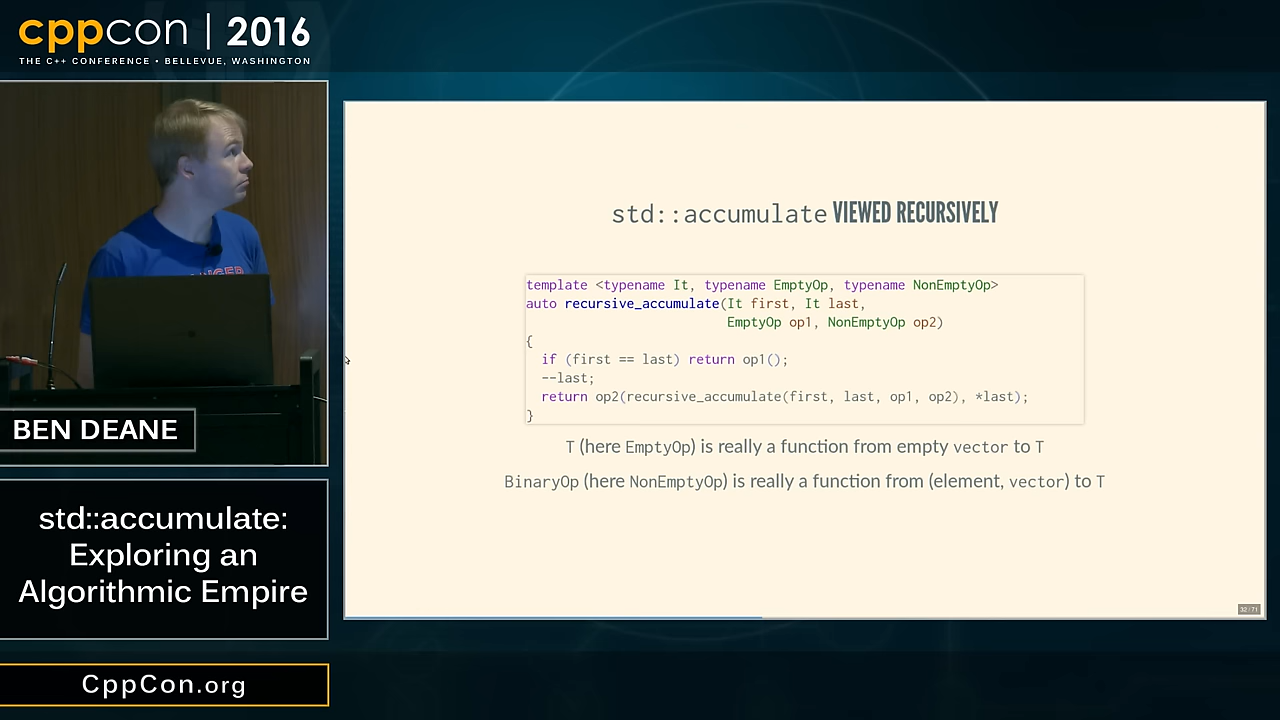 cppcon | 2016
THE C++ CONFERENCE • BELLEVUE, WASHINGTON
BEN DEANE
std::accumulate:
Exploring an
Algorithmic Empire
CppCon.org
std::accumulate VIEWED RECURSIVELY
template <typename It, typename EmptyOp, typename NonEmptyOp>
auto recursive_accumulate(It first, It last,
EmptyOp op1, NonEmptyOp op2)
{
if (first == last) return op1();
--last;
return op2(recursive_accumulate(first, last, op1, op2), *last);
}
T (here EmptyOp) is really a function from empty vector to T
BinaryOp (here NonEmptyOp) is really a function from (element, vector) to T
32/71